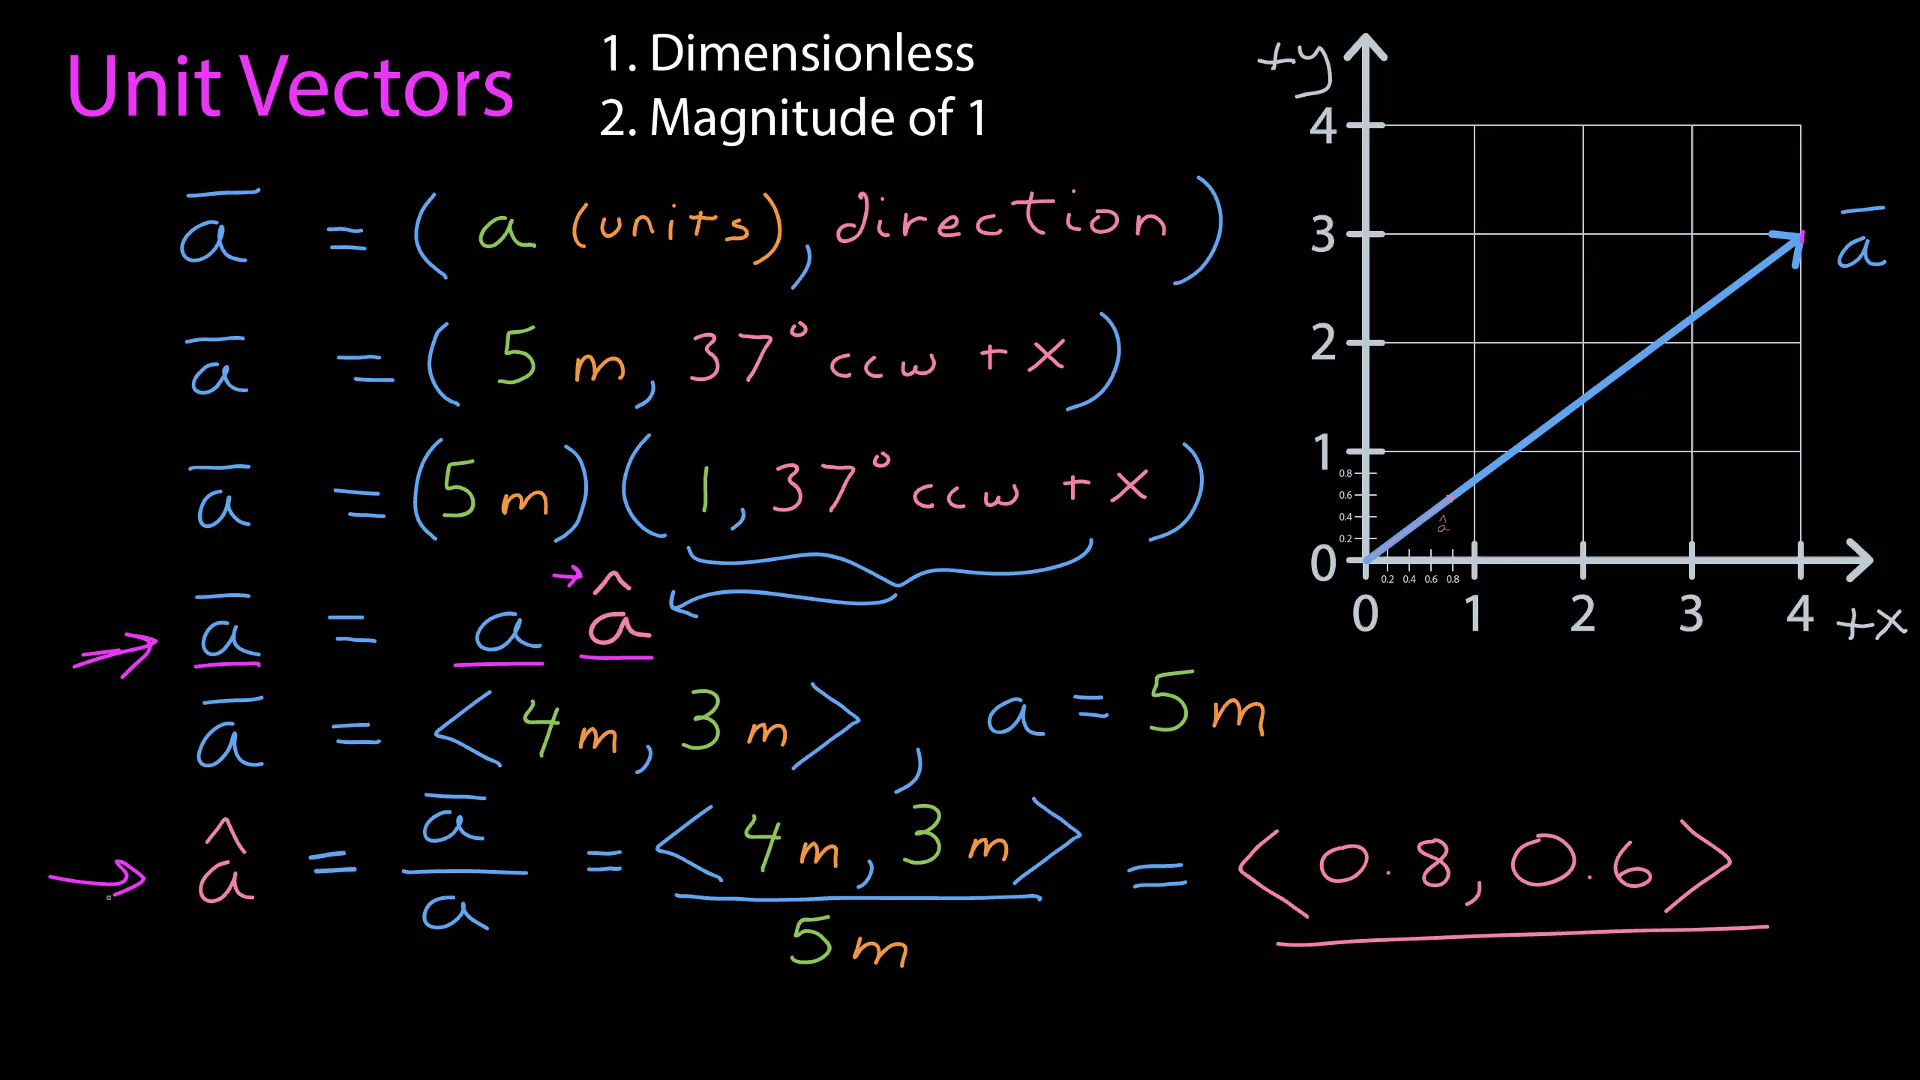 Unit Vectors
1. Dimensionless
2. Magnitude of 1
a̅ = ( a (units), direction )
a̅ = ( 5 m, 37° ccw +x )
a̅ = (5 m) ( 1, 37° ccw +x )
→ a̅ = a → â
a̅ = < 4 m, 3 m >, a = 5 m
→ â = a̅ / a = < 4 m, 3 m > / 5 m = < 0.8, 0.6 >
+y
4
3
a̅
2
1
0.8
0.6
0.4
â
0.2
0
0.2 0.4 0.6 0.8
0 1 2 3 4 +x